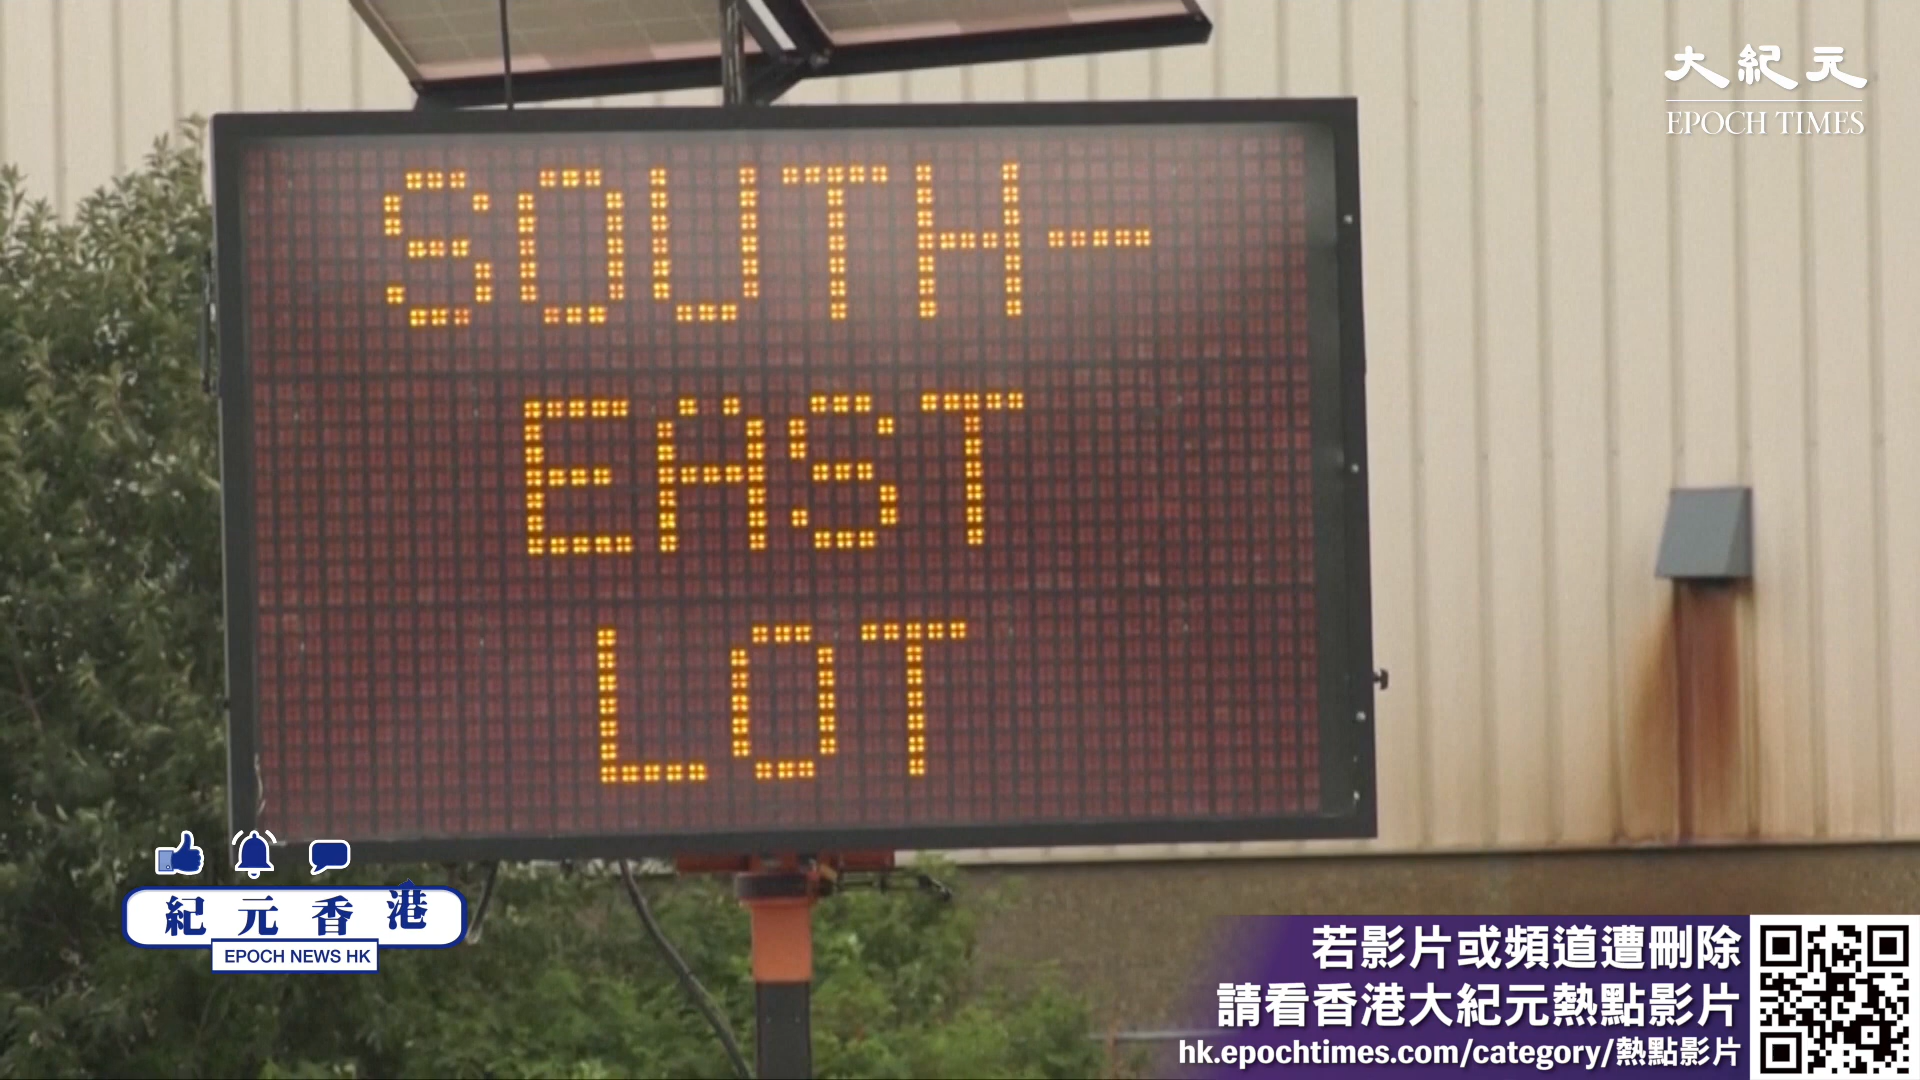 大紀元
EPOCH TIMES
SOUTH-
EAST
LOT
紀元香港
EPOCH NEWS HK
若影片或頻道遭刪除
請看香港大紀元熱點影片
hk.epochtimes.com/category/熱點影片